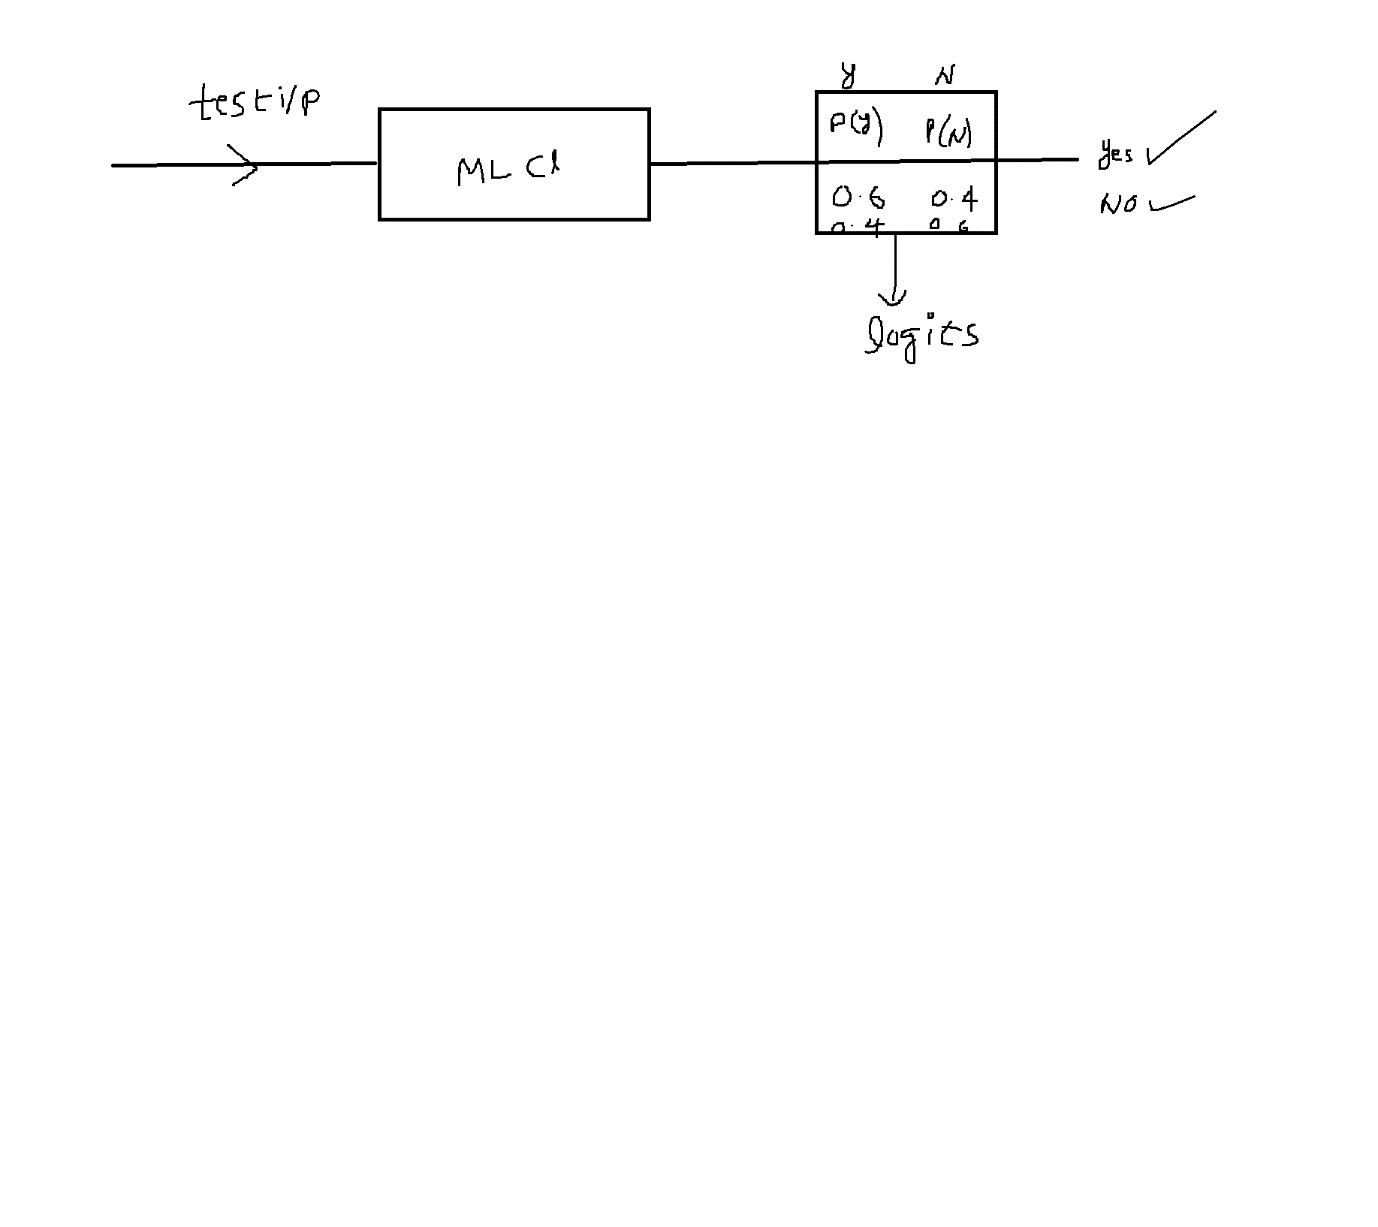 test i/p
ML Cl
Y N
P(y) P(N)
0.6 0.4
0.4 0.6
yes
NO
logits